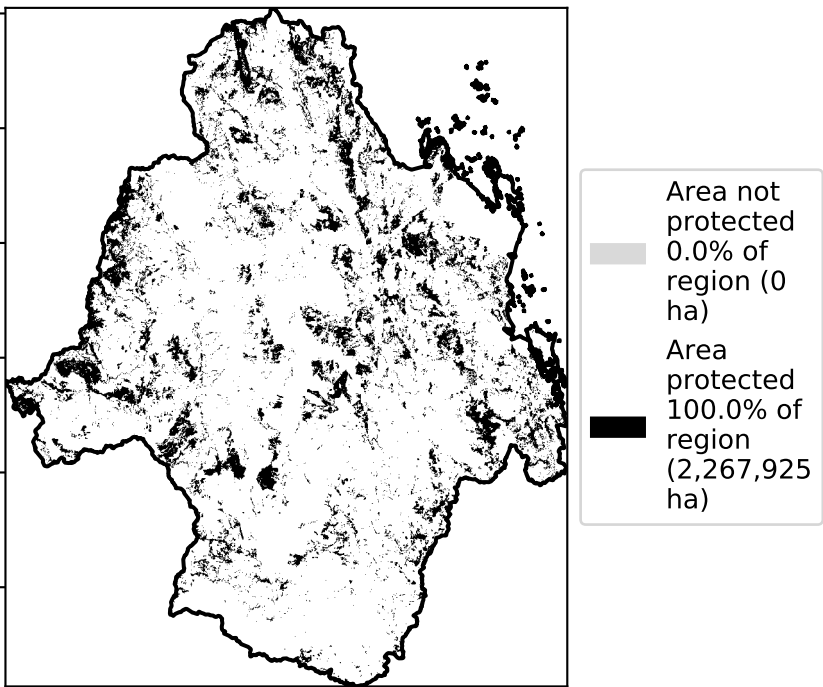 Area not
protected
0.0% of
region (0
ha)
Area
protected
100.0% of
region
(2,267,925
ha)